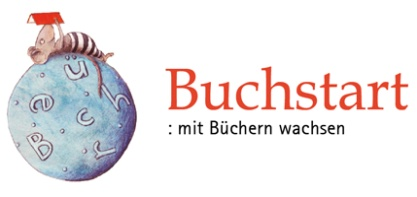 ü
e c h
B r
Buchstart
: mit Büchern wachsen